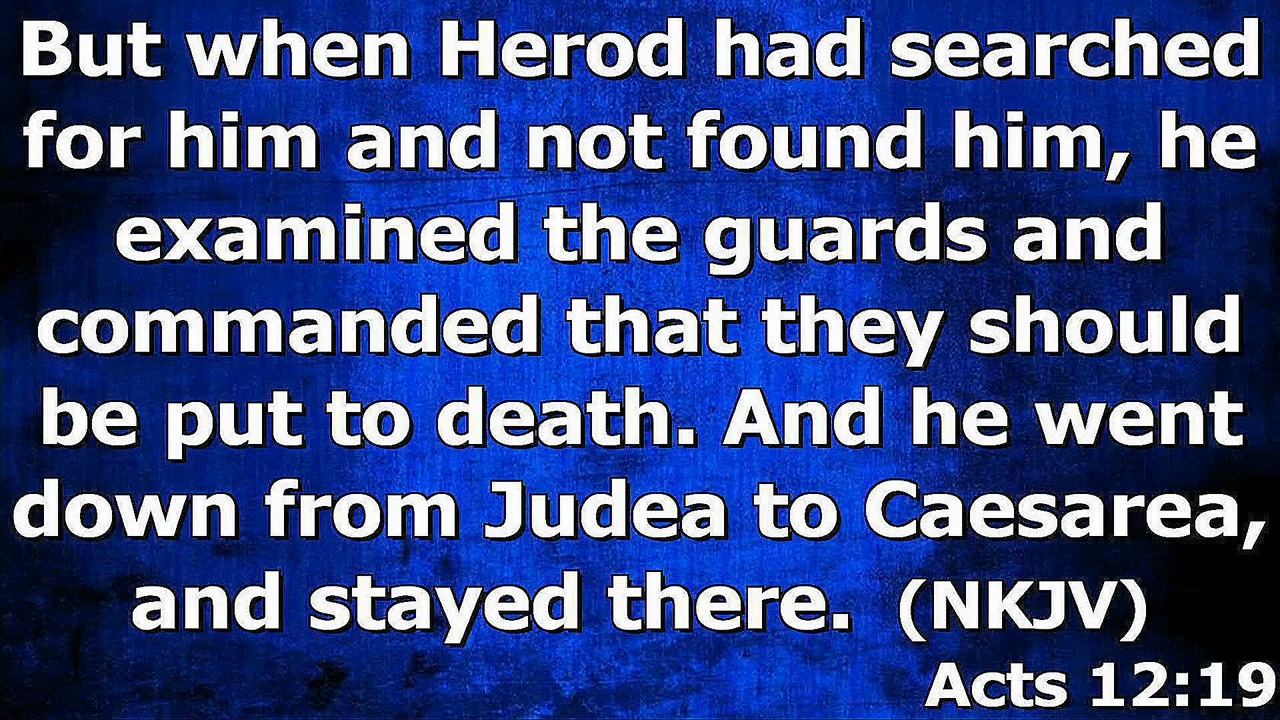 But when Herod had searched
for him and not found him, he
examined the guards and
commanded that they should
be put to death. And he went
down from Judea to Caesarea,
and stayed there. (NKJV)
Acts 12:19